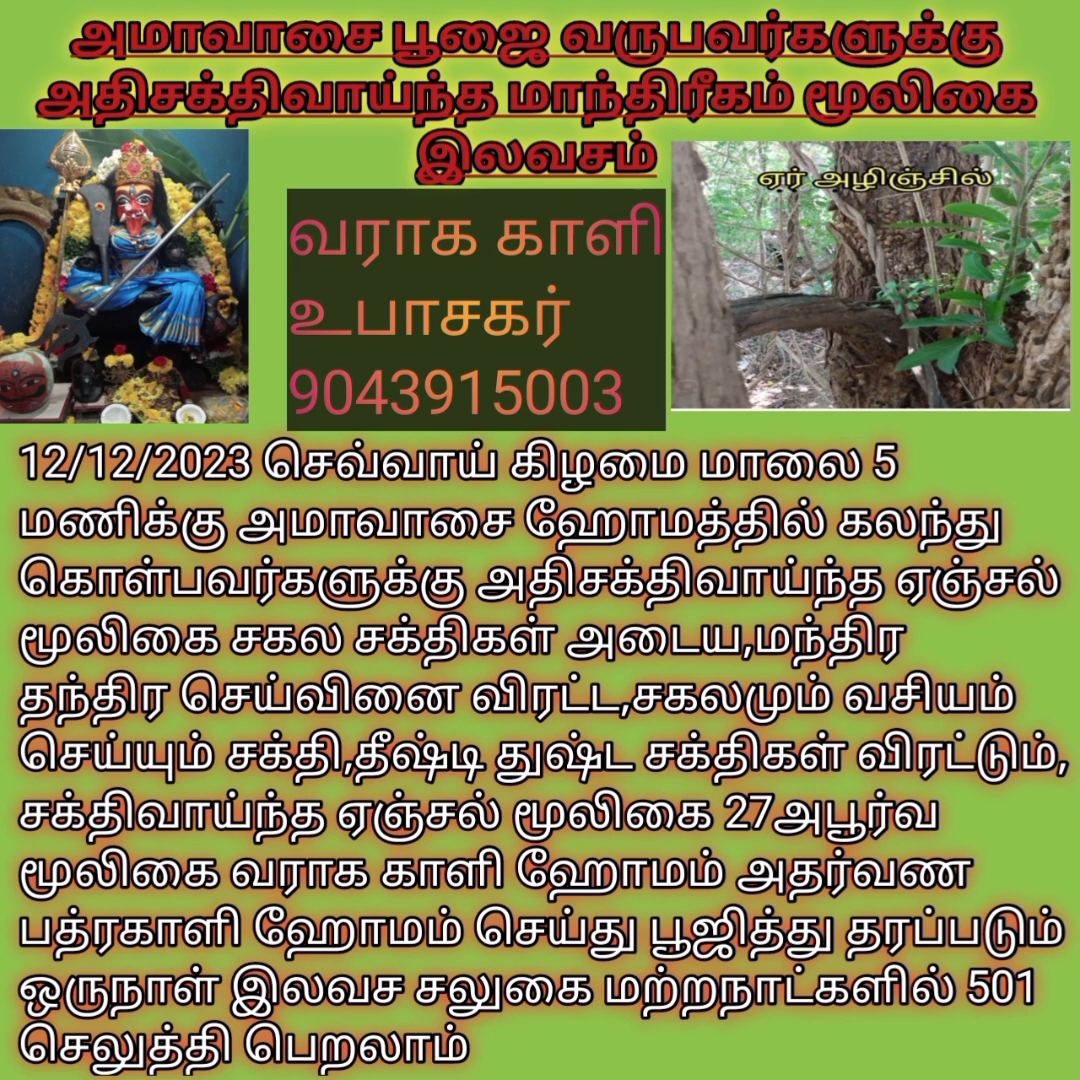 அமாவாசை பூஜை வருபவர்களுக்கு
அதிசக்திவாய்ந்த மாந்திரீகம் மூலிகை
இலவசம்
ஏர் அழிஞ்சில்
வராக காளி
உபாசகர்
9043915003
12/12/2023 செவ்வாய் கிழமை மாலை 5
மணிக்கு அமாவாசை ஹோமத்தில் கலந்து
கொள்பவர்களுக்கு அதிசக்திவாய்ந்த ஏஞ்சல்
மூலிகை சகல சக்திகள் அடைய,மந்திர
தந்திர செய்வினை விரட்ட,சகலமும் வசியம்
செய்யும் சக்தி,தீஷ்டி துஷ்ட சக்திகள் விரட்டும்,
சக்திவாய்ந்த ஏஞ்சல் மூலிகை 27அபூர்வ
மூலிகை வராக காளி ஹோமம் அதர்வண
பத்ரகாளி ஹோமம் செய்து பூஜித்து தரப்படும்
ஒருநாள் இலவச சலுகை மற்றநாட்களில் 501
செலுத்தி பெறலாம்